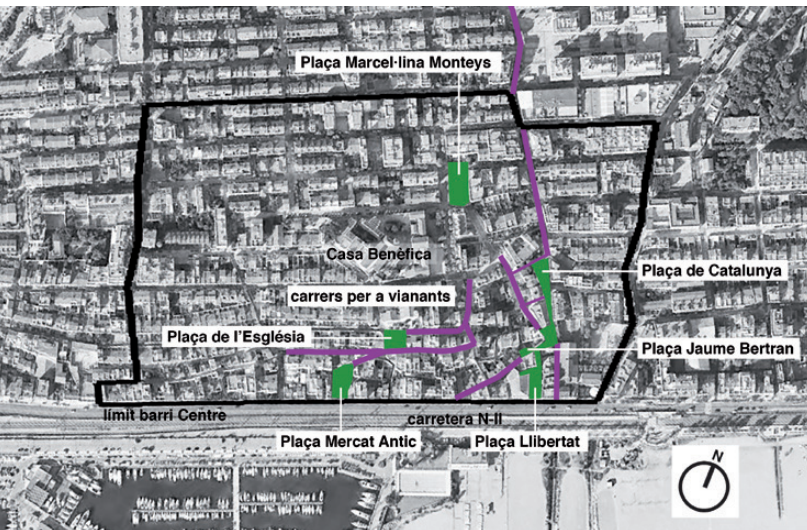 Plaça Marcel·lina Monteys
Casa Benèfica
Plaça de Catalunya
carrers per a vianants
Plaça de l'Església
Plaça Jaume Bertran
límit barri Centre
carretera N-II
Plaça Mercat Antic
Plaça Llibertat
N